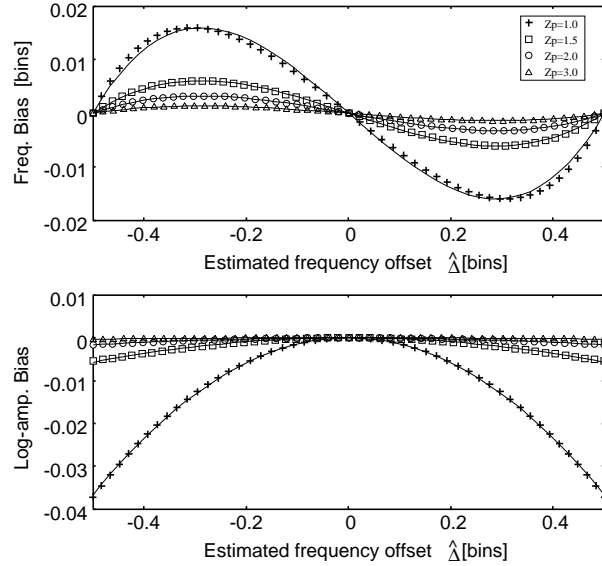 0.02
0.01
0
-0.01
-0.02
Freq. Bias [bins]
Zp=1.0
Zp=1.5
Zp=2.0
Zp=3.0
-0.4 -0.2 0 0.2 0.4
Estimated frequency offset Δ̂[bins]
0.01
0
-0.01
-0.02
-0.03
-0.04
Log-amp. Bias
-0.4 -0.2 0 0.2 0.4
Estimated frequency offset Δ̂[bins]